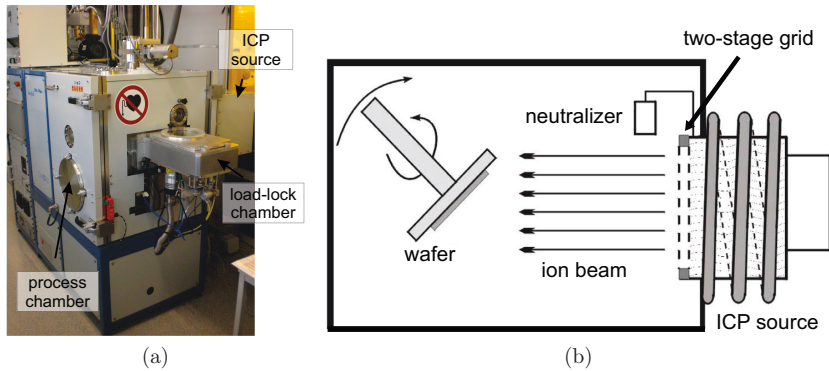 ICP
source
load-lock
chamber
process
chamber
(a)
two-stage grid
neutralizer
wafer
ion beam
ICP source
(b)